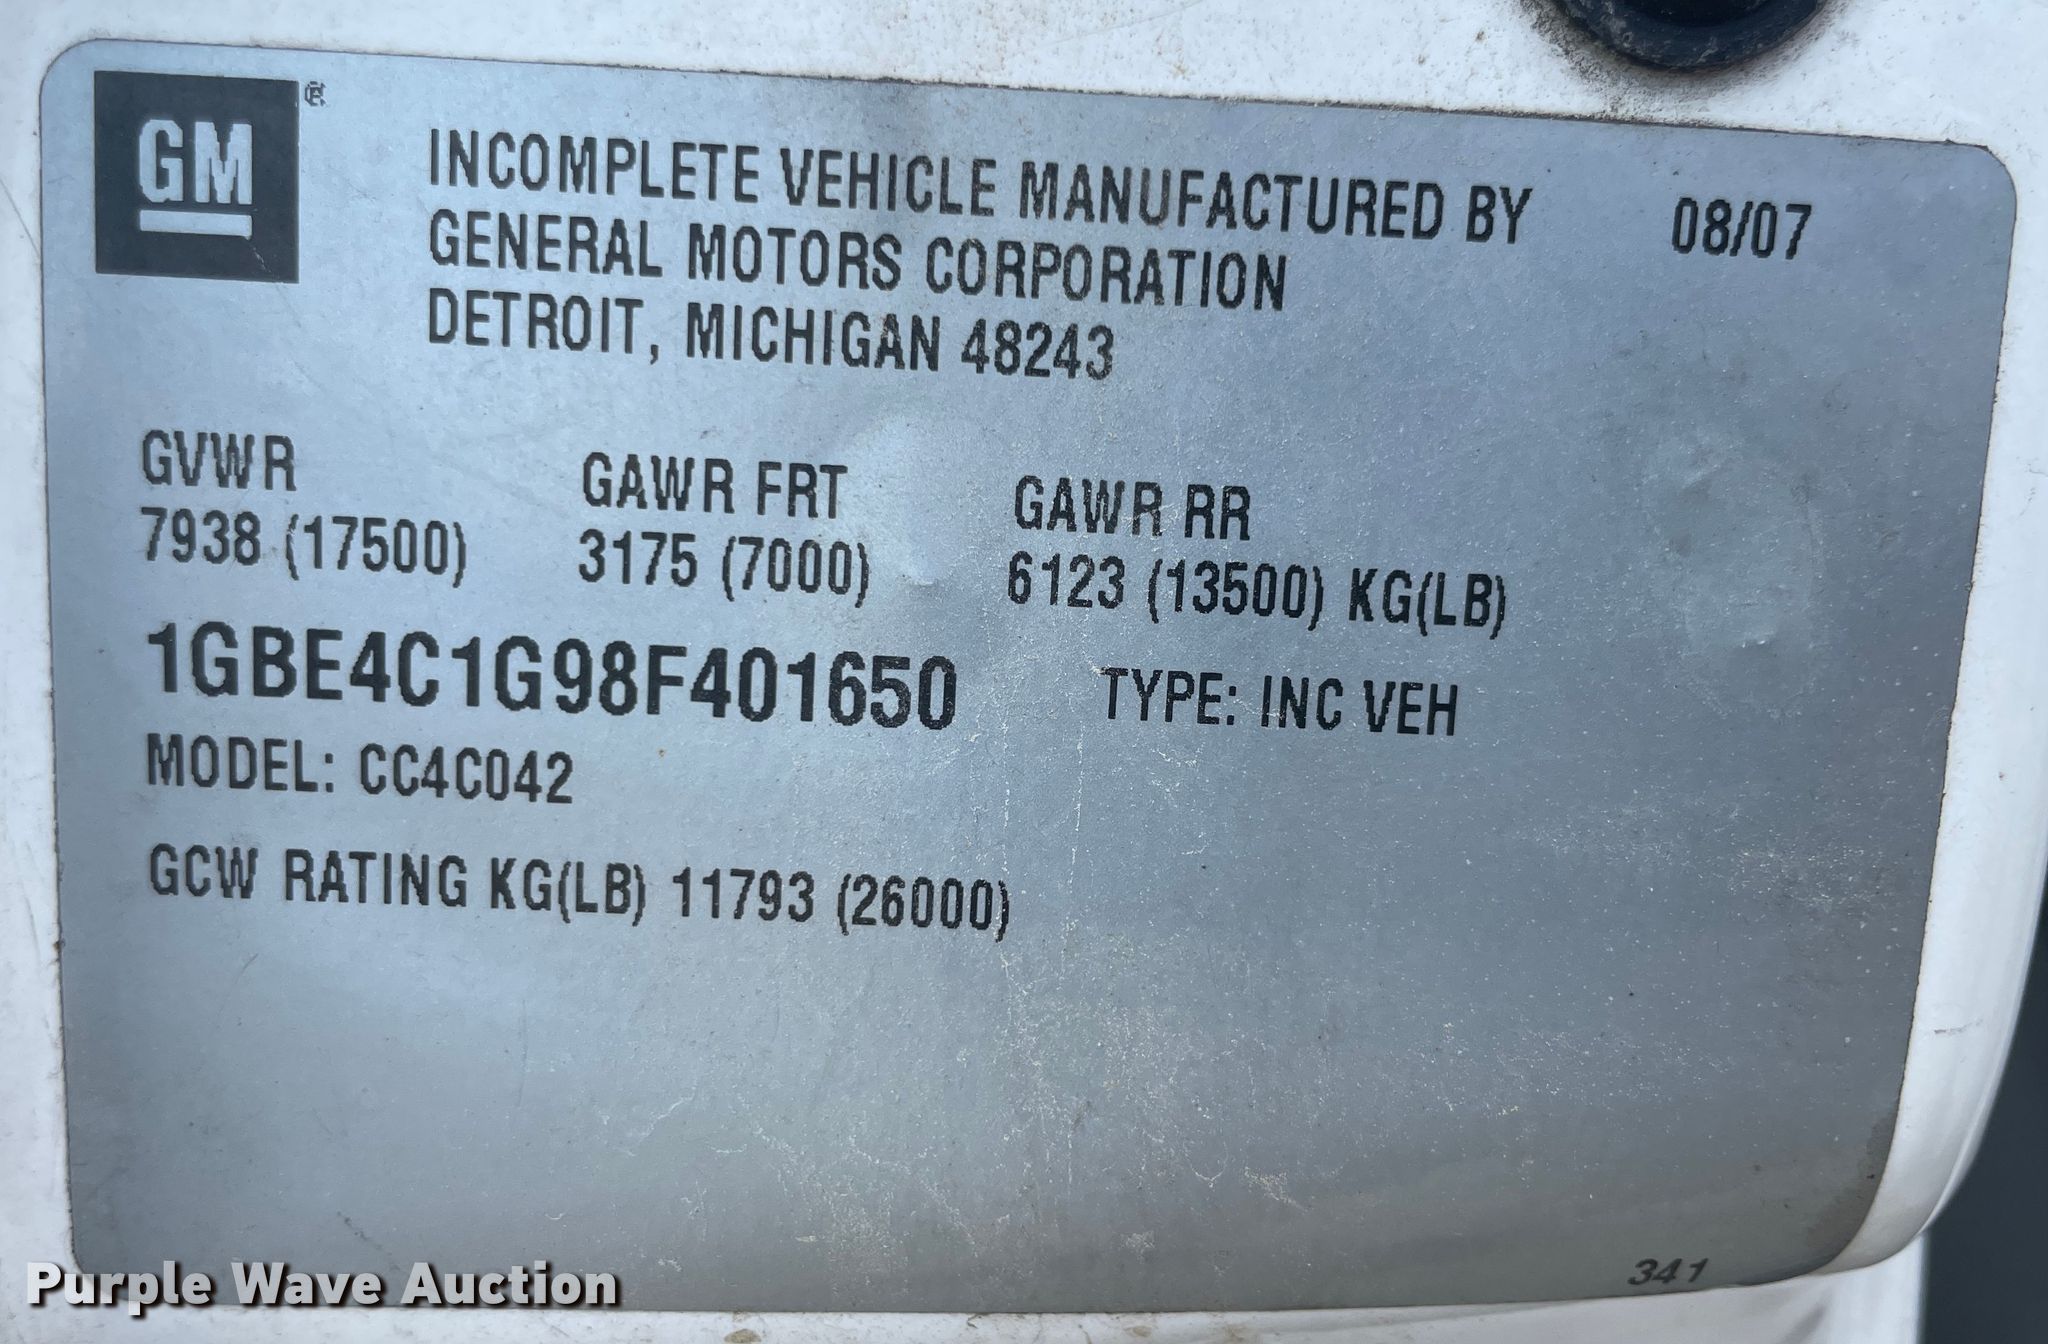 GM
INCOMPLETE VEHICLE MANUFACTURED BY 08/07
GENERAL MOTORS CORPORATION
DETROIT, MICHIGAN 48243
GVWR GAWR FRT GAWR RR
7938 (17500) 3175 (7000) 6123 (13500) KG(LB)
1GBE4C1G98F401650 TYPE: INC VEH
MODEL: CC4C042
GCW RATING KG(LB) 11793 (26000)
341
Purple Wave Auction